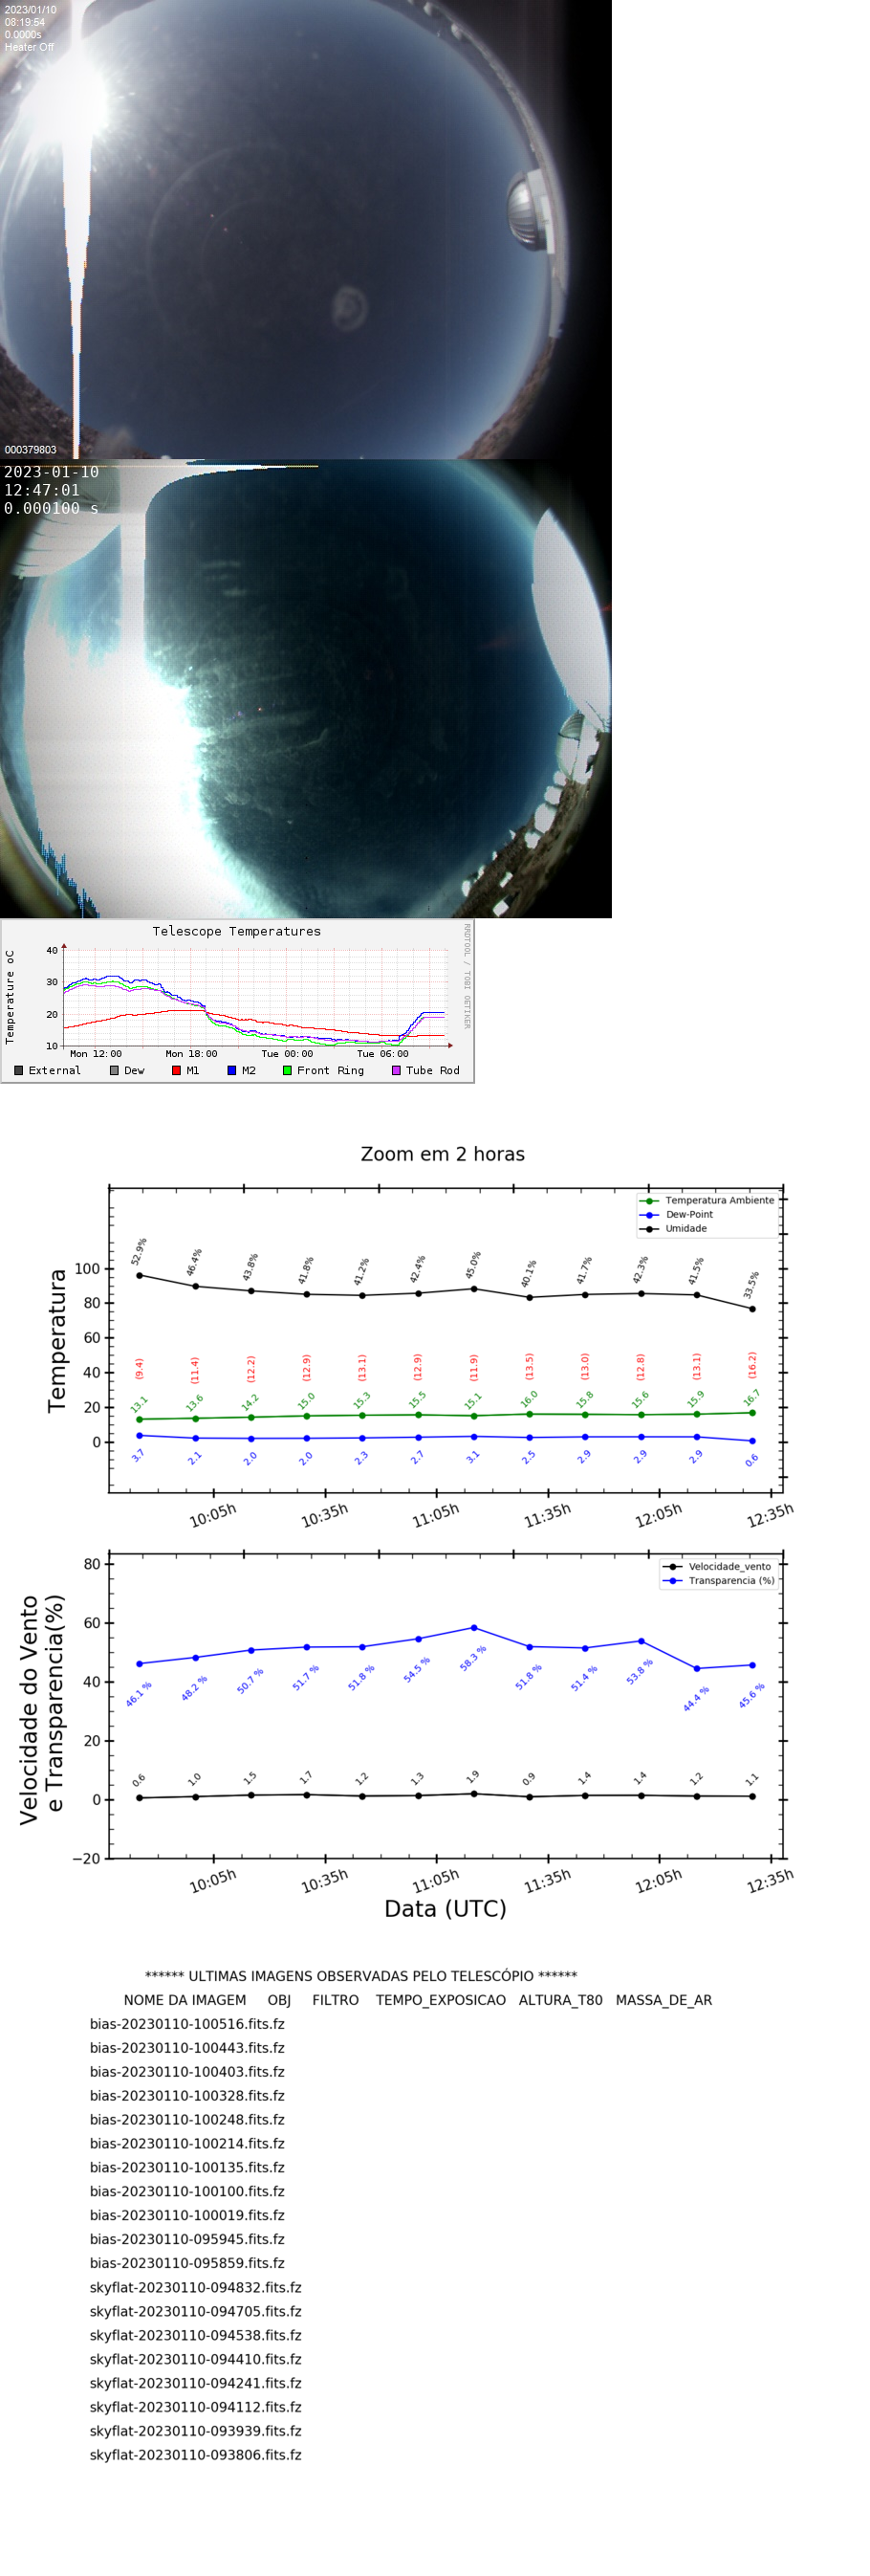 2023/01/10
08:19:54
0.0000s
Heater Off
000379803
2023-01-10
12:47:01
0.000100 s
Telescope Temperatures
RRDTOOL / TOBI OETIKER
Temperature oC
40
30
20
10
Mon 12:00 Mon 18:00 Tue 00:00 Tue 06:00
External Dew M1 M2 Front Ring Tube Rod
Zoom em 2 horas
Temperatura Ambiente
Dew-Point
Umidade
Temperatura
100
80
60
40
20
0
52.9% 46.4% 43.8% 41.8% 41.2% 42.4% 45.0% 40.1% 41.7% 42.3% 41.5% 33.5%
(9.4) (11.4) (12.2) (12.9) (13.1) (12.9) (11.9) (13.5) (13.0) (12.8) (13.1) (16.2)
13.1 13.6 14.2 15.0 15.3 15.5 15.1 16.0 15.8 15.6 15.9 16.7
3.7 2.1 2.0 2.0 2.3 2.7 3.1 2.5 2.9 2.9 2.9 0.6
10:05h 10:35h 11:05h 11:35h 12:05h 12:35h
Velocidade_vento
Transparencia (%)
Velocidade do Vento
e Transparencia(%)
80
60
40
20
0
−20
46.1 % 48.2 % 50.7 % 51.7 % 51.8 % 54.5 % 58.3 % 51.8 % 51.4 % 53.8 % 44.4 % 45.6 %
0.6 1.0 1.5 1.7 1.2 1.3 1.9 0.9 1.4 1.4 1.2 1.1
10:05h 10:35h 11:05h 11:35h 12:05h 12:35h
Data (UTC)
****** ULTIMAS IMAGENS OBSERVADAS PELO TELESCÓPIO ******
NOME DA IMAGEM OBJ FILTRO TEMPO_EXPOSICAO ALTURA_T80 MASSA_DE_AR
bias-20230110-100516.fits.fz
bias-20230110-100443.fits.fz
bias-20230110-100403.fits.fz
bias-20230110-100328.fits.fz
bias-20230110-100248.fits.fz
bias-20230110-100214.fits.fz
bias-20230110-100135.fits.fz
bias-20230110-100100.fits.fz
bias-20230110-100019.fits.fz
bias-20230110-095945.fits.fz
bias-20230110-095859.fits.fz
skyflat-20230110-094832.fits.fz
skyflat-20230110-094705.fits.fz
skyflat-20230110-094538.fits.fz
skyflat-20230110-094410.fits.fz
skyflat-20230110-094241.fits.fz
skyflat-20230110-094112.fits.fz
skyflat-20230110-093939.fits.fz
skyflat-20230110-093806.fits.fz